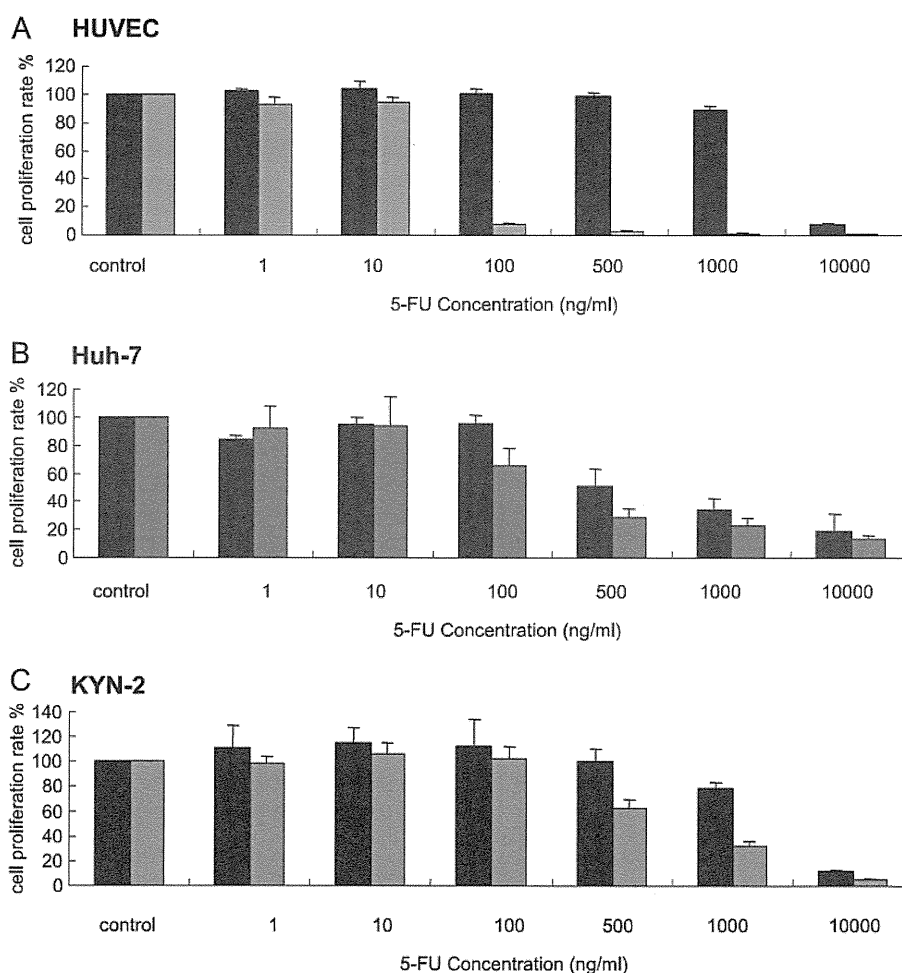 A HUVEC
cell proliferation rate %
120
100
80
60
40
20
0
control 1 10 100 500 1000 10000
5-FU Concentration (ng/ml)
B Huh-7
cell proliferation rate %
120
100
80
60
40
20
0
control 1 10 100 500 1000 10000
5-FU Concentration (ng/ml)
C KYN-2
cell proliferation rate %
140
120
100
80
60
40
20
0
control 1 10 100 500 1000 10000
5-FU Concentration (ng/ml)